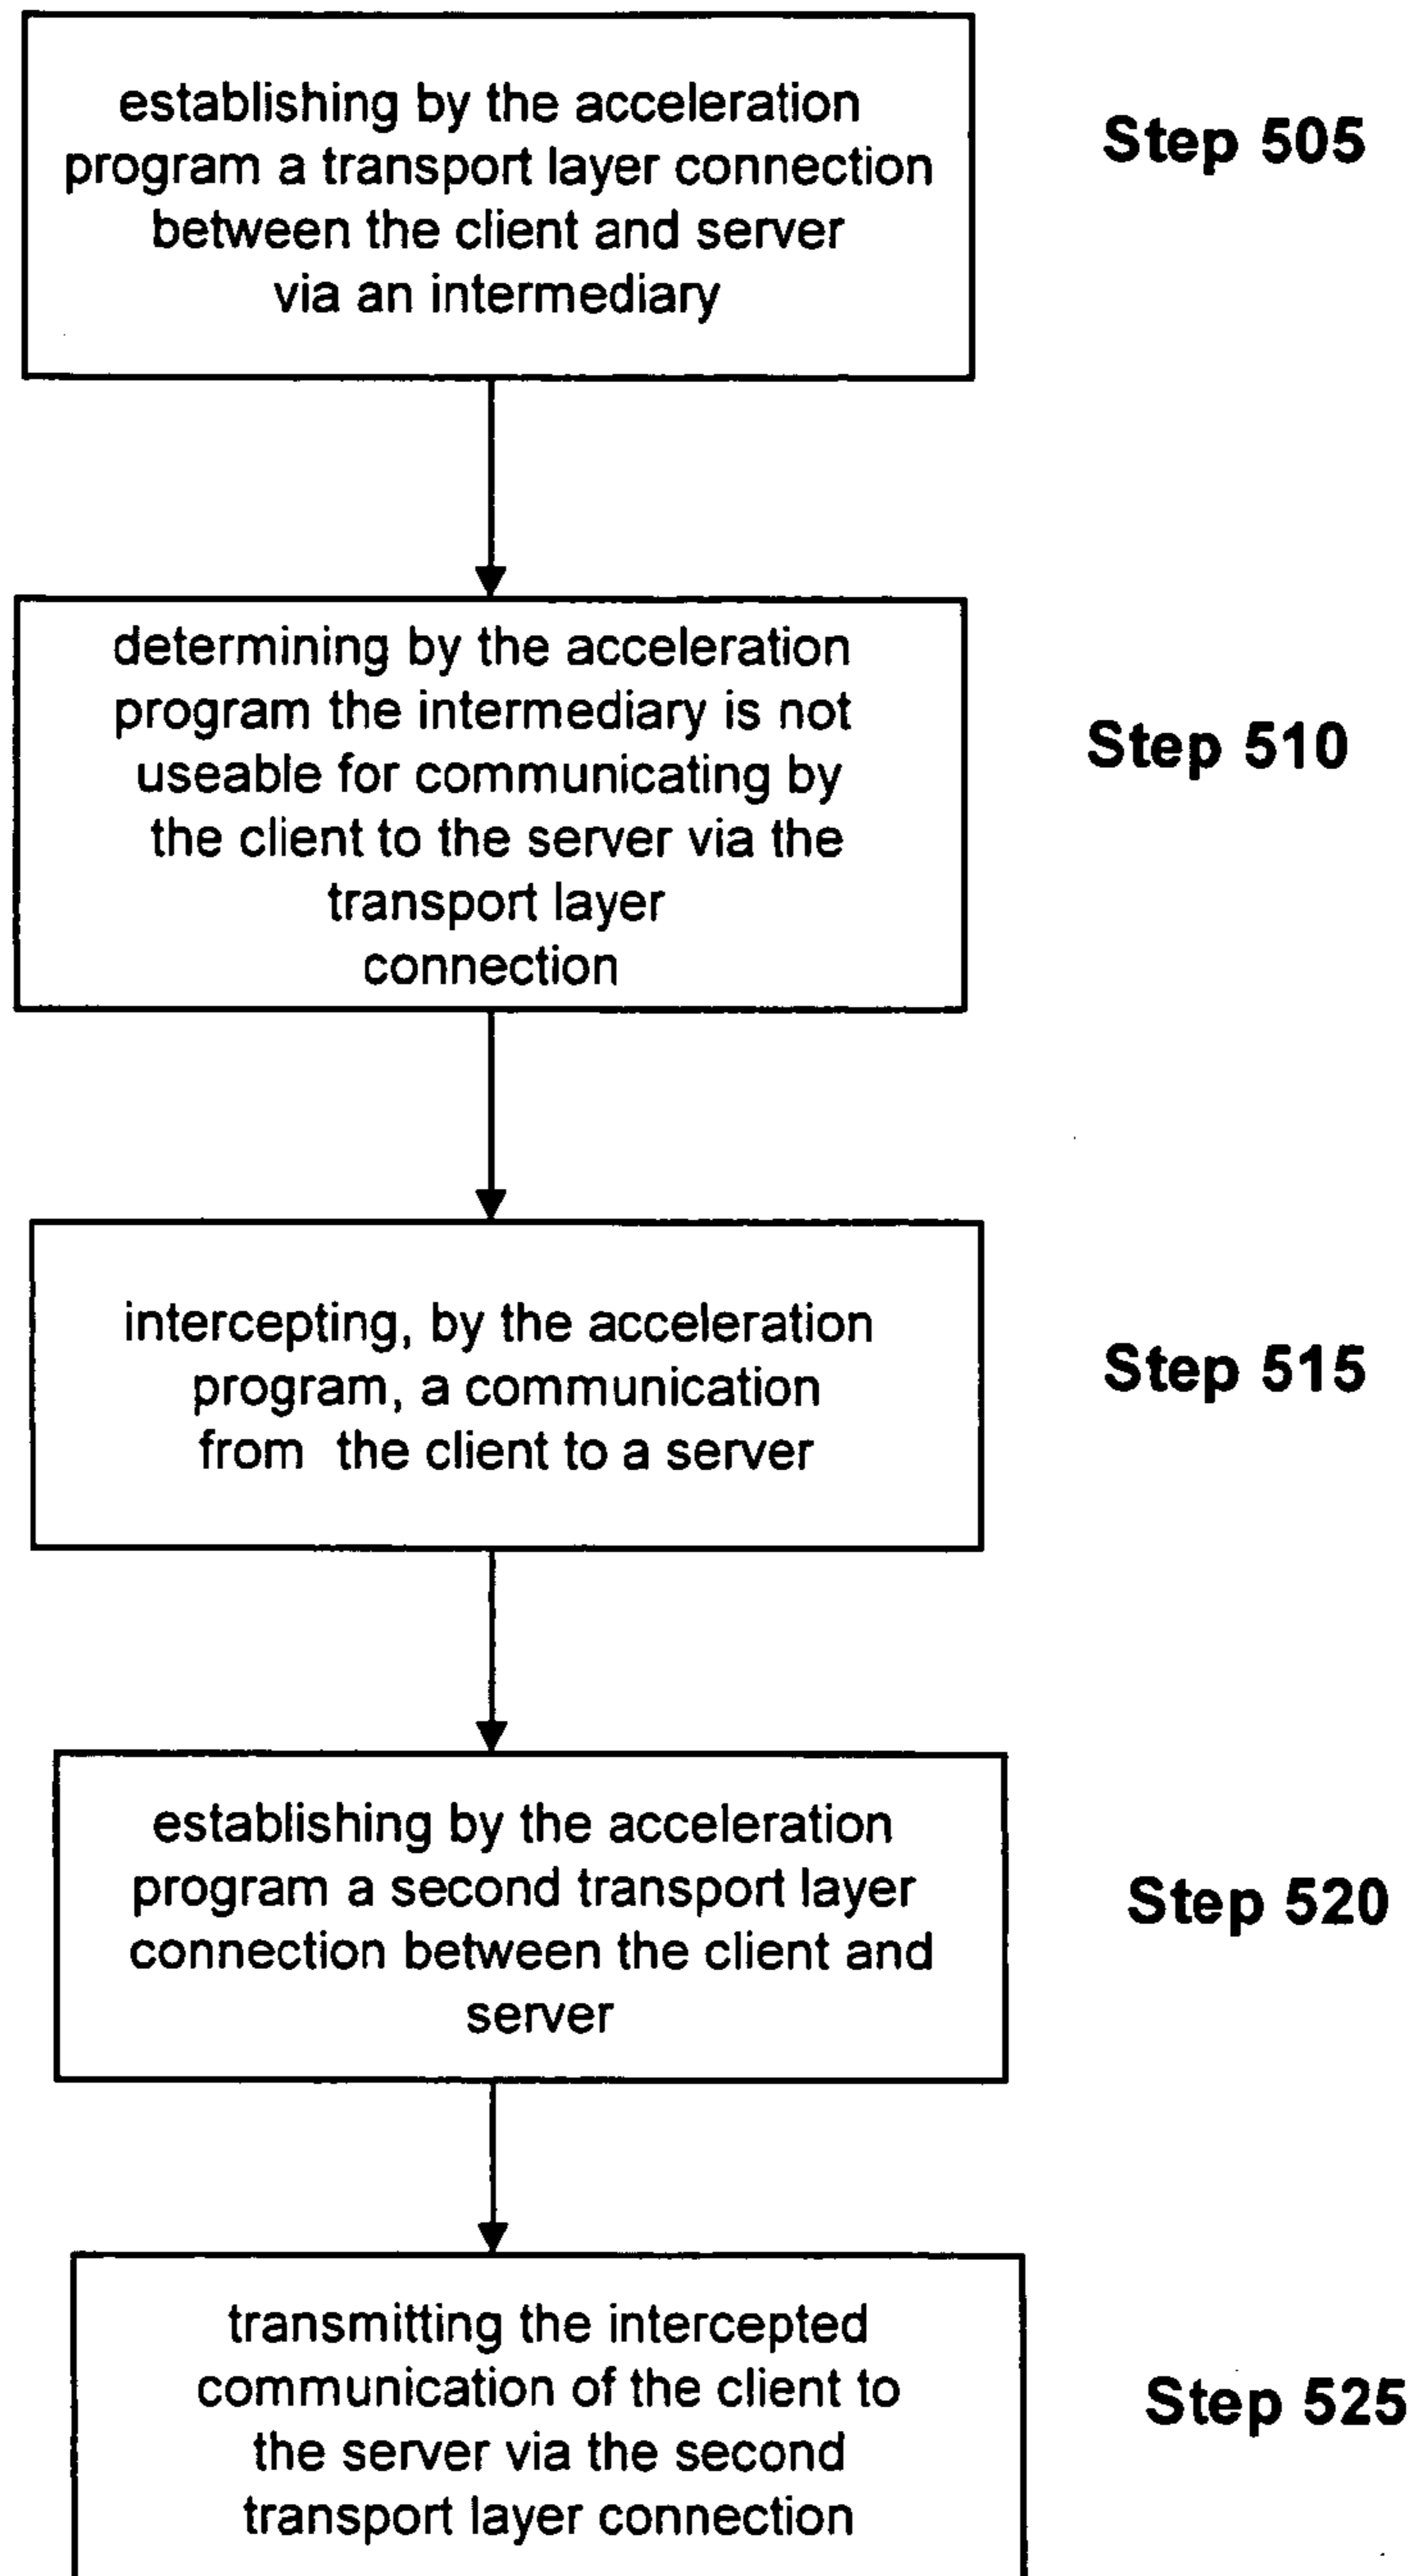 establishing by the acceleration
program a transport layer connection
between the client and server
via an intermediary
Step 505
determining by the acceleration
program the intermediary is not
useable for communicating by
the client to the server via the
transport layer
connection
Step 510
intercepting, by the acceleration
program, a communication
from the client to a server
Step 515
establishing by the acceleration
program a second transport layer
connection between the client and
server
Step 520
transmitting the intercepted
communication of the client to
the server via the second
transport layer connection
Step 525